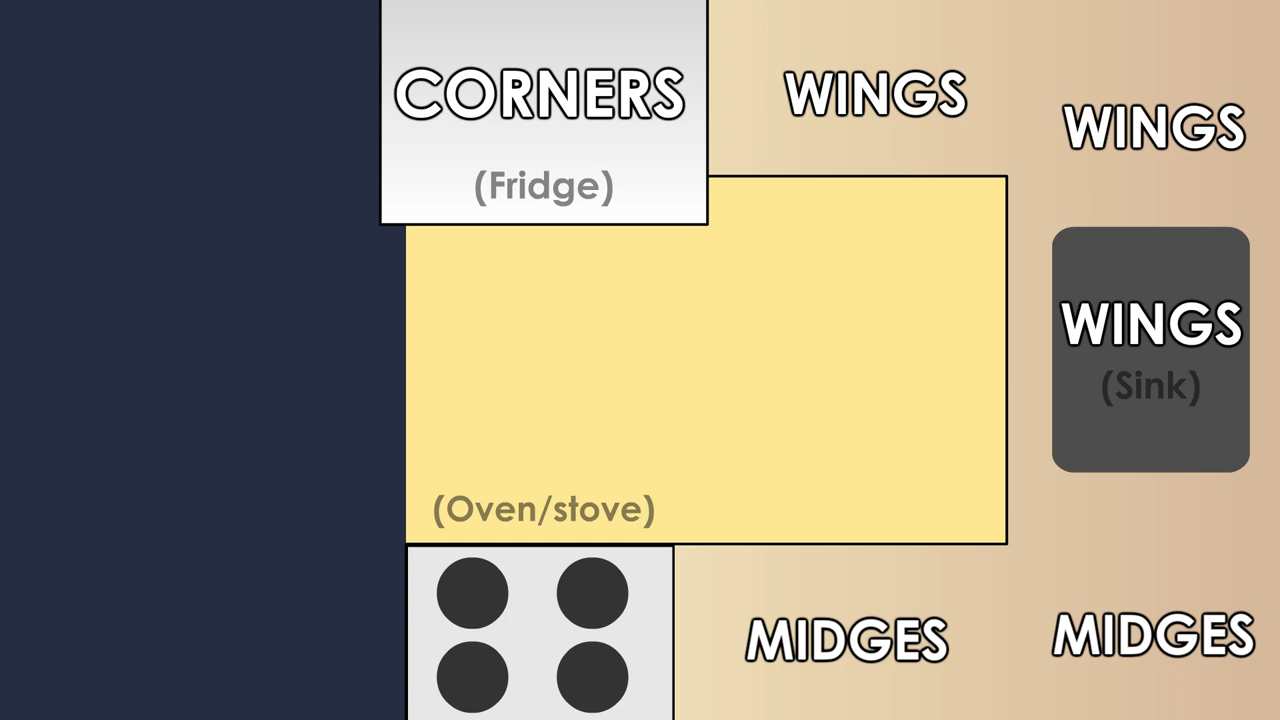 CORNERS
(Fridge)
WINGS
WINGS
WINGS
(Sink)
(Oven/stove)
MIDGES
MIDGES